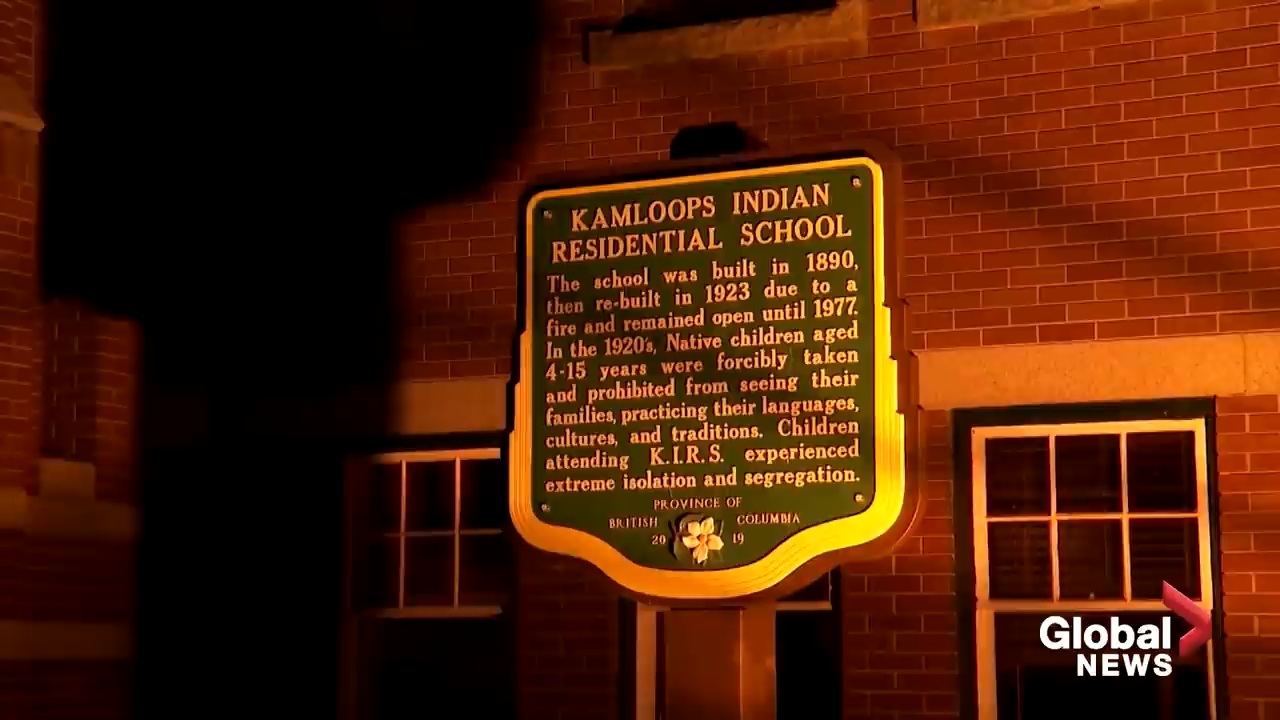 KAMLOOPS INDIAN
RESIDENTIAL SCHOOL
The school was built in 1890,
then re-built in 1923 due to a
fire and remained open until 1977.
In the 1920's, Native children aged
4-15 years were forcibly taken
and prohibited from seeing their
families, practicing their languages,
cultures, and traditions. Children
attending K.I.R.S. experienced
extreme isolation and segregation.
PROVINCE OF
BRITISH COLUMBIA
20 19
Global
NEWS